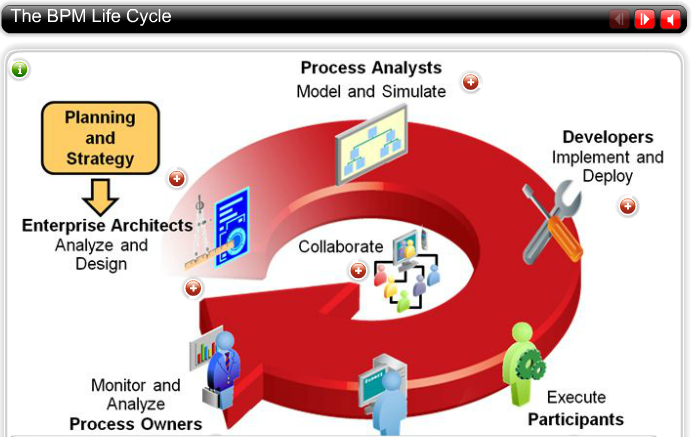 The BPM Life Cycle
Process Analysts
Model and Simulate
Planning
and
Strategy
Developers
Implement and
Deploy
Enterprise Architects
Analyze and
Design
Collaborate
Monitor and
Analyze
Process Owners
Execute
Participants